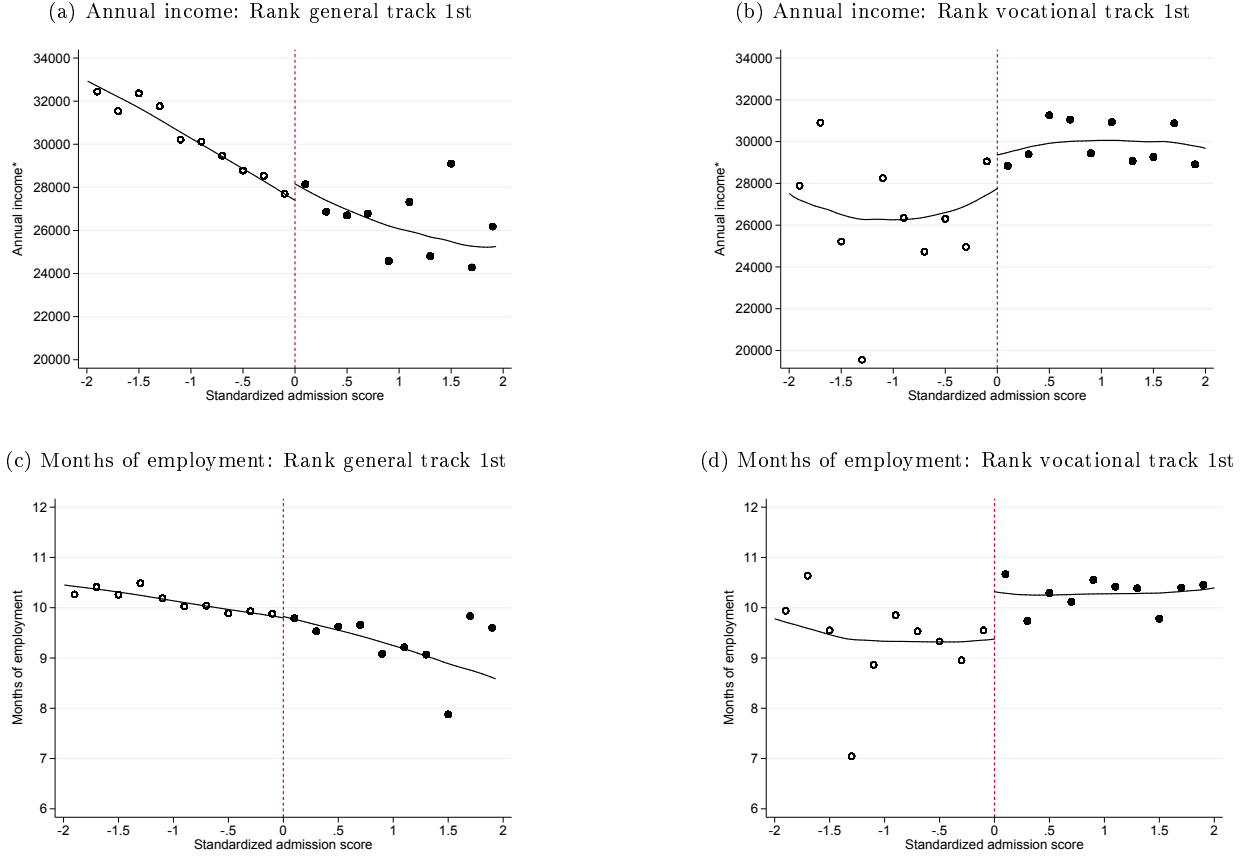 (a) Annual income: Rank general track 1st
34000
32000
30000
28000
26000
24000
22000
20000
Annual income*
-2 -1.5 -1 -.5 0 .5 1 1.5 2
Standardized admission score
(b) Annual income: Rank vocational track 1st
34000
32000
30000
28000
26000
24000
22000
20000
Annual income*
-2 -1.5 -1 -.5 0 .5 1 1.5 2
Standardized admission score
(c) Months of employment: Rank general track 1st
12
11
10
9
8
7
6
Months of employment
-2 -1.5 -1 -.5 0 .5 1 1.5 2
Standardized admission score
(d) Months of employment: Rank vocational track 1st
12
11
10
9
8
7
6
Months of employment
-2 -1.5 -1 -.5 0 .5 1 1.5 2
Standardized admission score